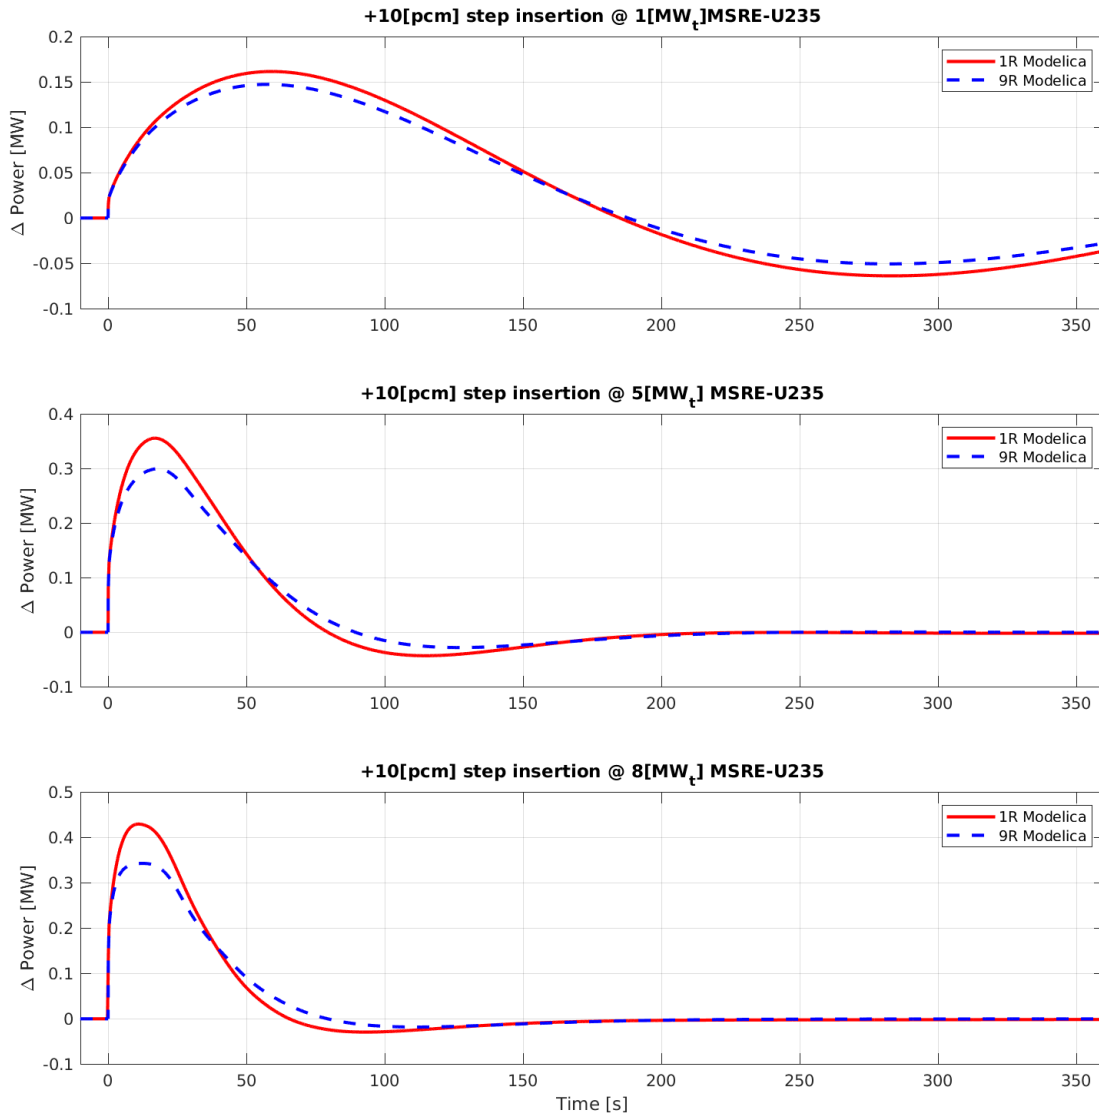 +10[pcm] step insertion @ 1[MWt]MSRE-U235
0.2
0.15
0.1
0.05
0
-0.05
-0.1
Δ Power [MW]
1R Modelica
9R Modelica
0 50 100 150 200 250 300 350
+10[pcm] step insertion @ 5[MWt] MSRE-U235
0.4
0.3
0.2
0.1
0
-0.1
Δ Power [MW]
1R Modelica
9R Modelica
0 50 100 150 200 250 300 350
+10[pcm] step insertion @ 8[MWt] MSRE-U235
0.5
0.4
0.3
0.2
0.1
0
-0.1
Δ Power [MW]
1R Modelica
9R Modelica
0 50 100 150 200 250 300 350
Time [s]